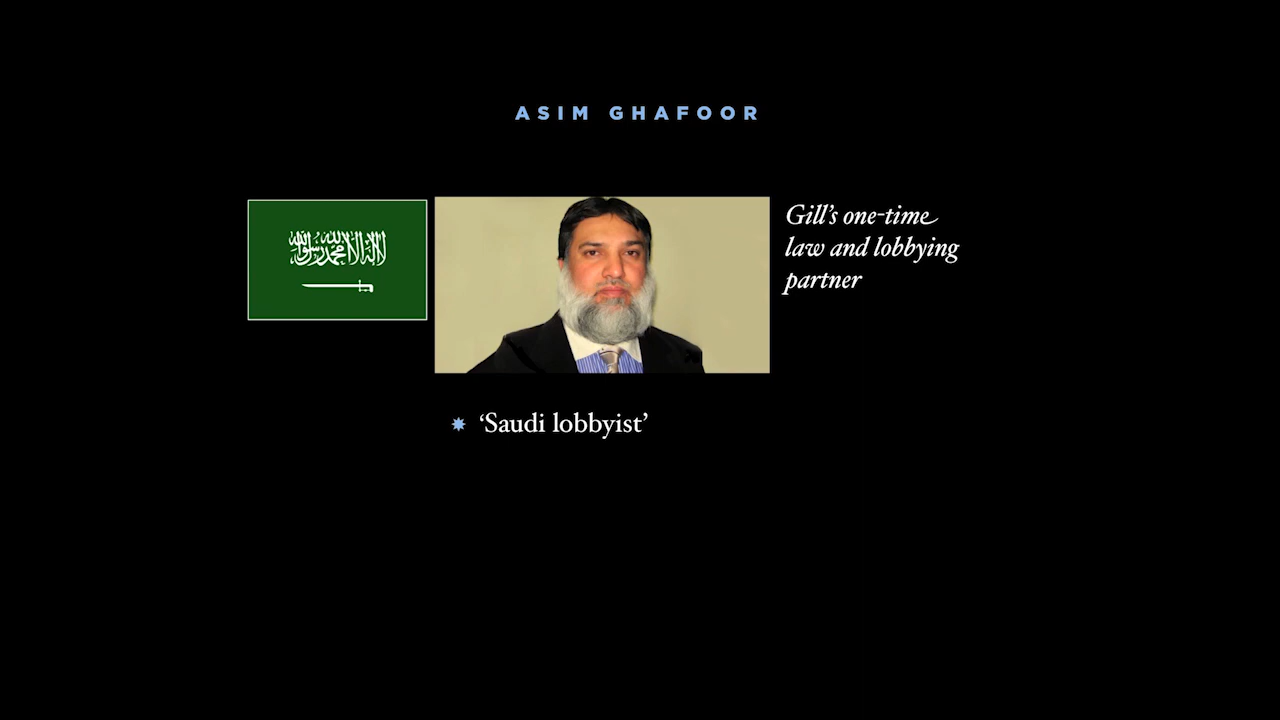 ASIM GHAFOOR
لا إله إلا الله محمد رسول الله
Gill's one-time
law and lobbying
partner
‘Saudi lobbyist’